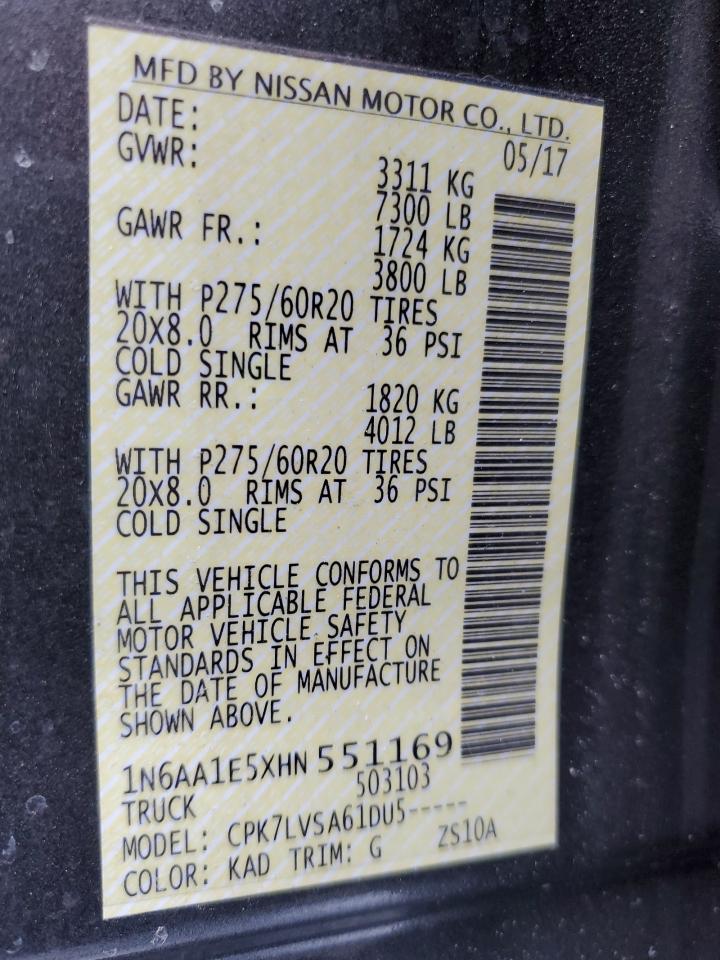 MFD BY NISSAN MOTOR CO., LTD.
DATE: 05/17
GVWR: 3311 KG
7300 LB
GAWR FR.: 1724 KG
3800 LB
WITH P275/60R20 TIRES
20X8.0 RIMS AT 36 PSI
COLD SINGLE
GAWR RR.: 1820 KG
4012 LB
WITH P275/60R20 TIRES
20X8.0 RIMS AT 36 PSI
COLD SINGLE
THIS VEHICLE CONFORMS TO
ALL APPLICABLE FEDERAL
MOTOR VEHICLE SAFETY
STANDARDS IN EFFECT ON
THE DATE OF MANUFACTURE
SHOWN ABOVE.
1N6AA1E5XHN 551169
TRUCK 503103
MODEL: CPK7LVSA61DU5-----
COLOR: KAD TRIM: G ZS10A